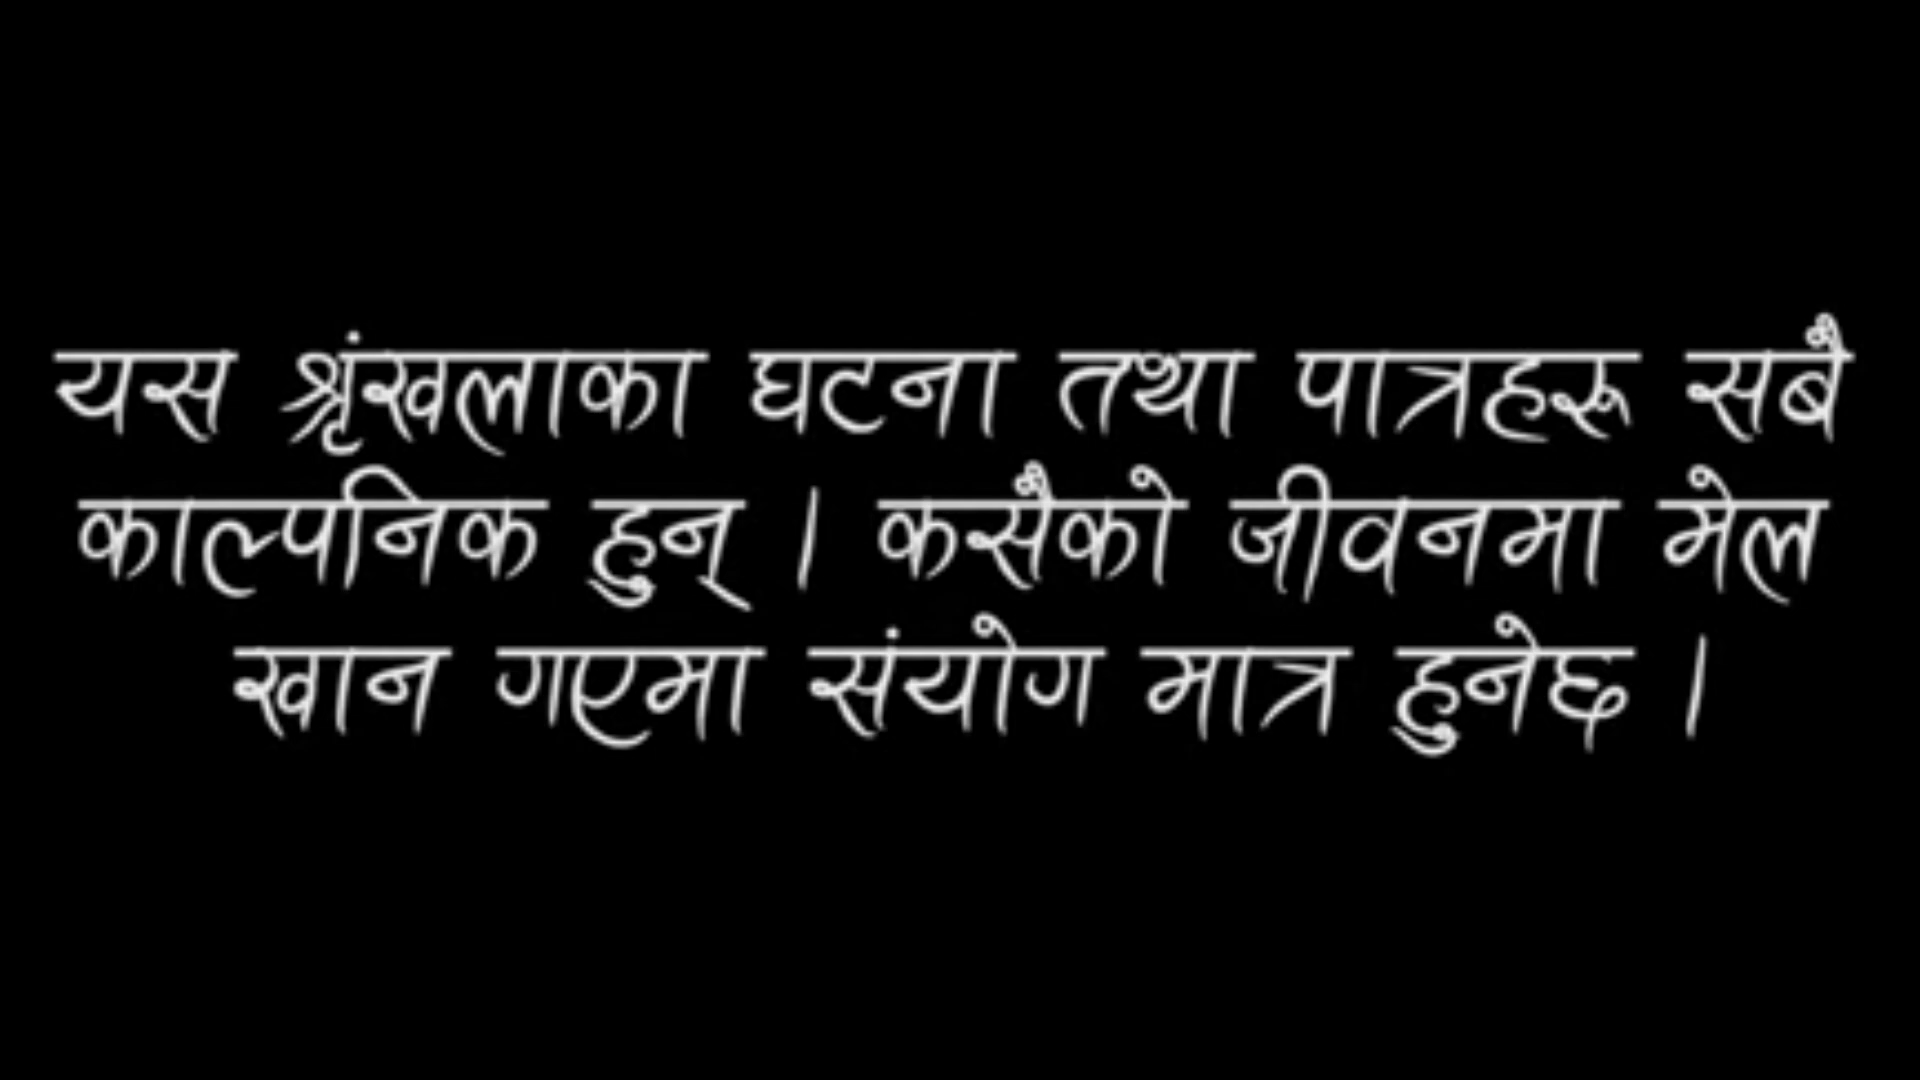 यस श्रृंखलाका घटना तथा पात्रहरू सबै
काल्पनिक हुन् । कसैको जीवनमा मेल
खान गएमा संयोग मात्र हुनेछ ।